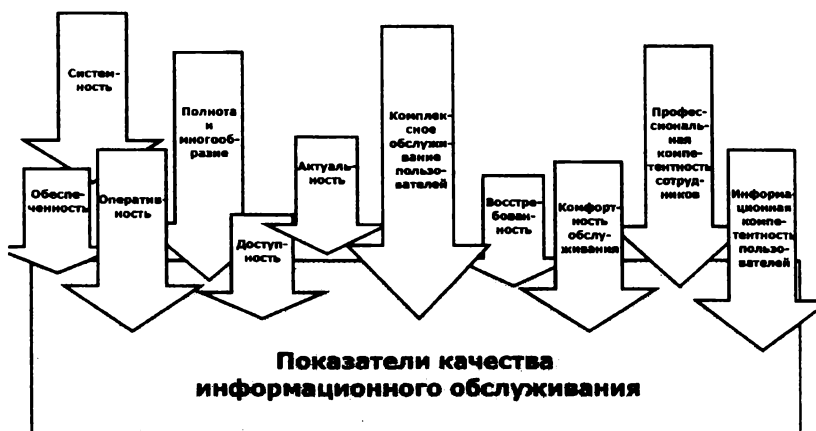 Систем-
ность
Обеспе-
ченность
Оператив-
ность
Полнота
и
многооб-
разие
Доступ-
ность
Актуаль-
ность
Комплек-
сное
обслужи-
вание
пользо-
вателей
Восстре-
бован-
ность
Комфорт-
ность
обслу-
живания
Профес-
сиональ-
ная
компе-
тентность
сотруд-
ников
Информа-
ционная
компе-
тентность
пользо-
вателей
Показатели качества
информационного обслуживания